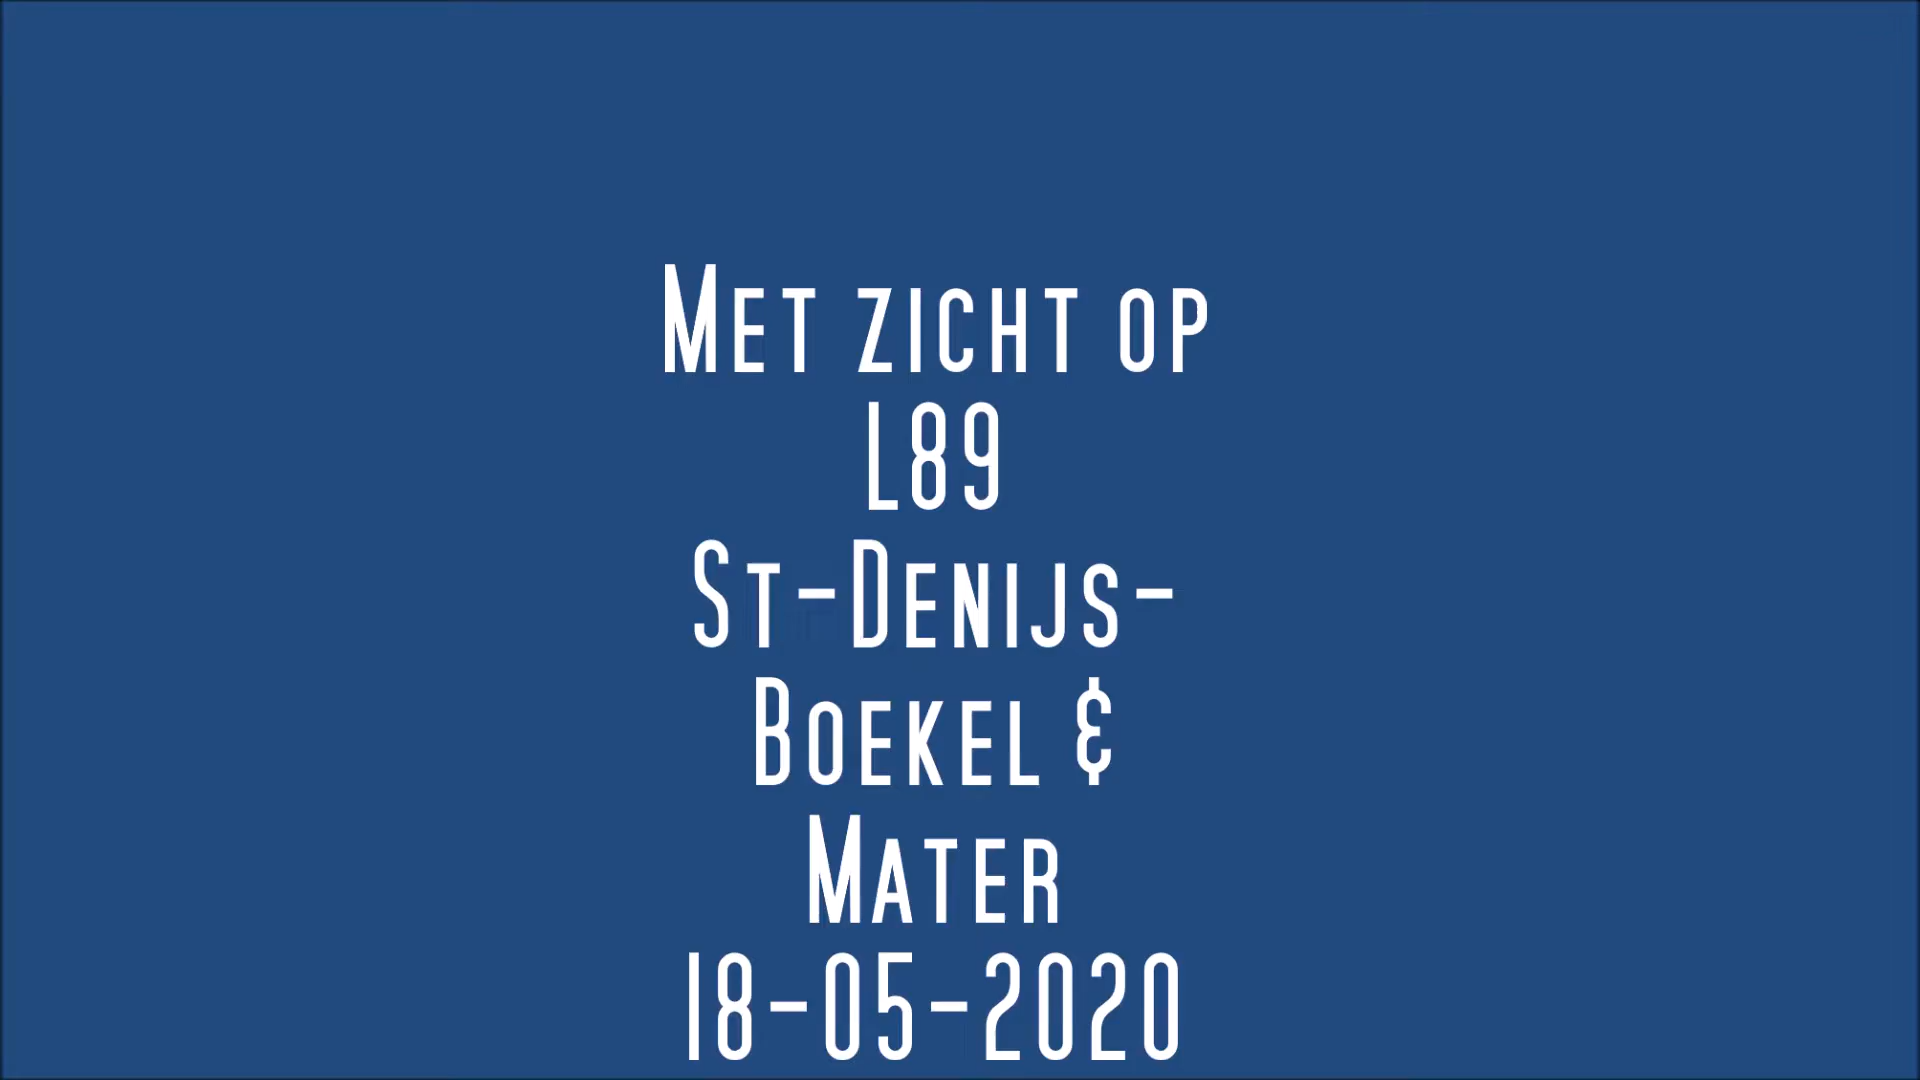 Met zicht op
L89
St-Denijs-
Boekel &
Mater
18-05-2020